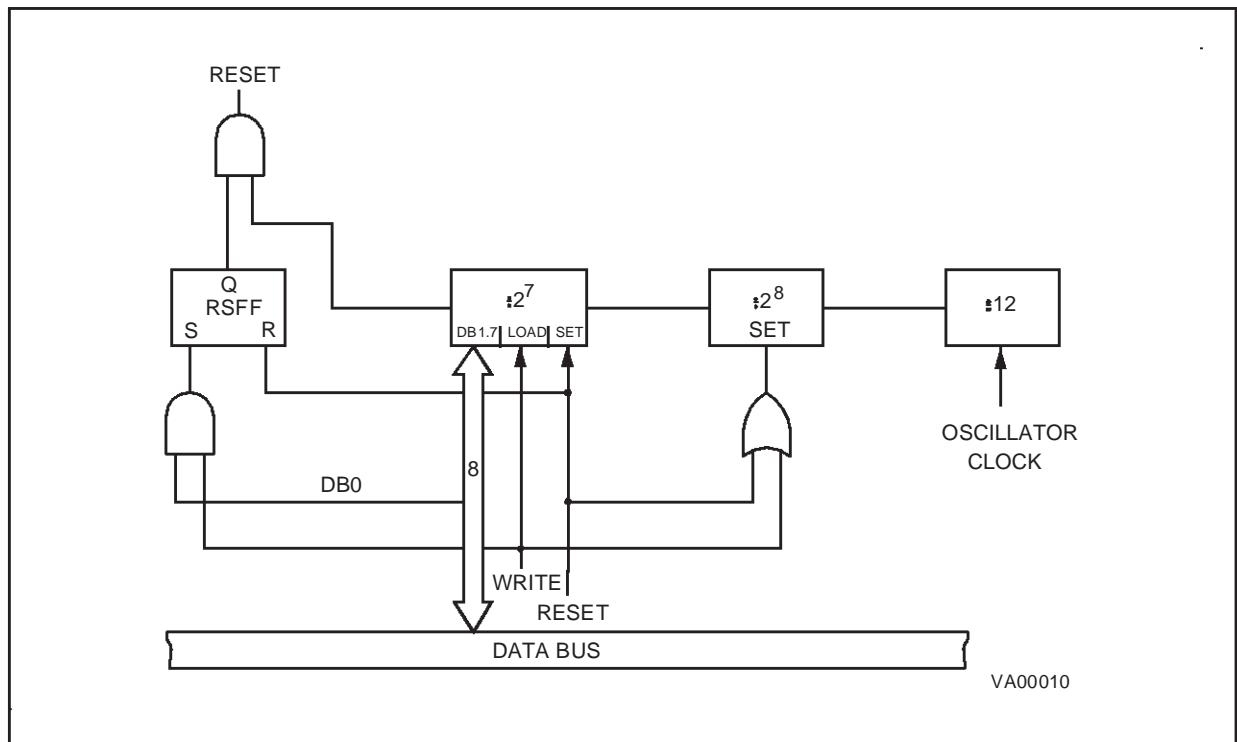 RESET
Q
RSFF
S R
:2⁷
DB1.7 LOAD SET
:2⁸
SET
:12
OSCILLATOR
CLOCK
8
DB0
WRITE
RESET
DATA BUS
VA00010